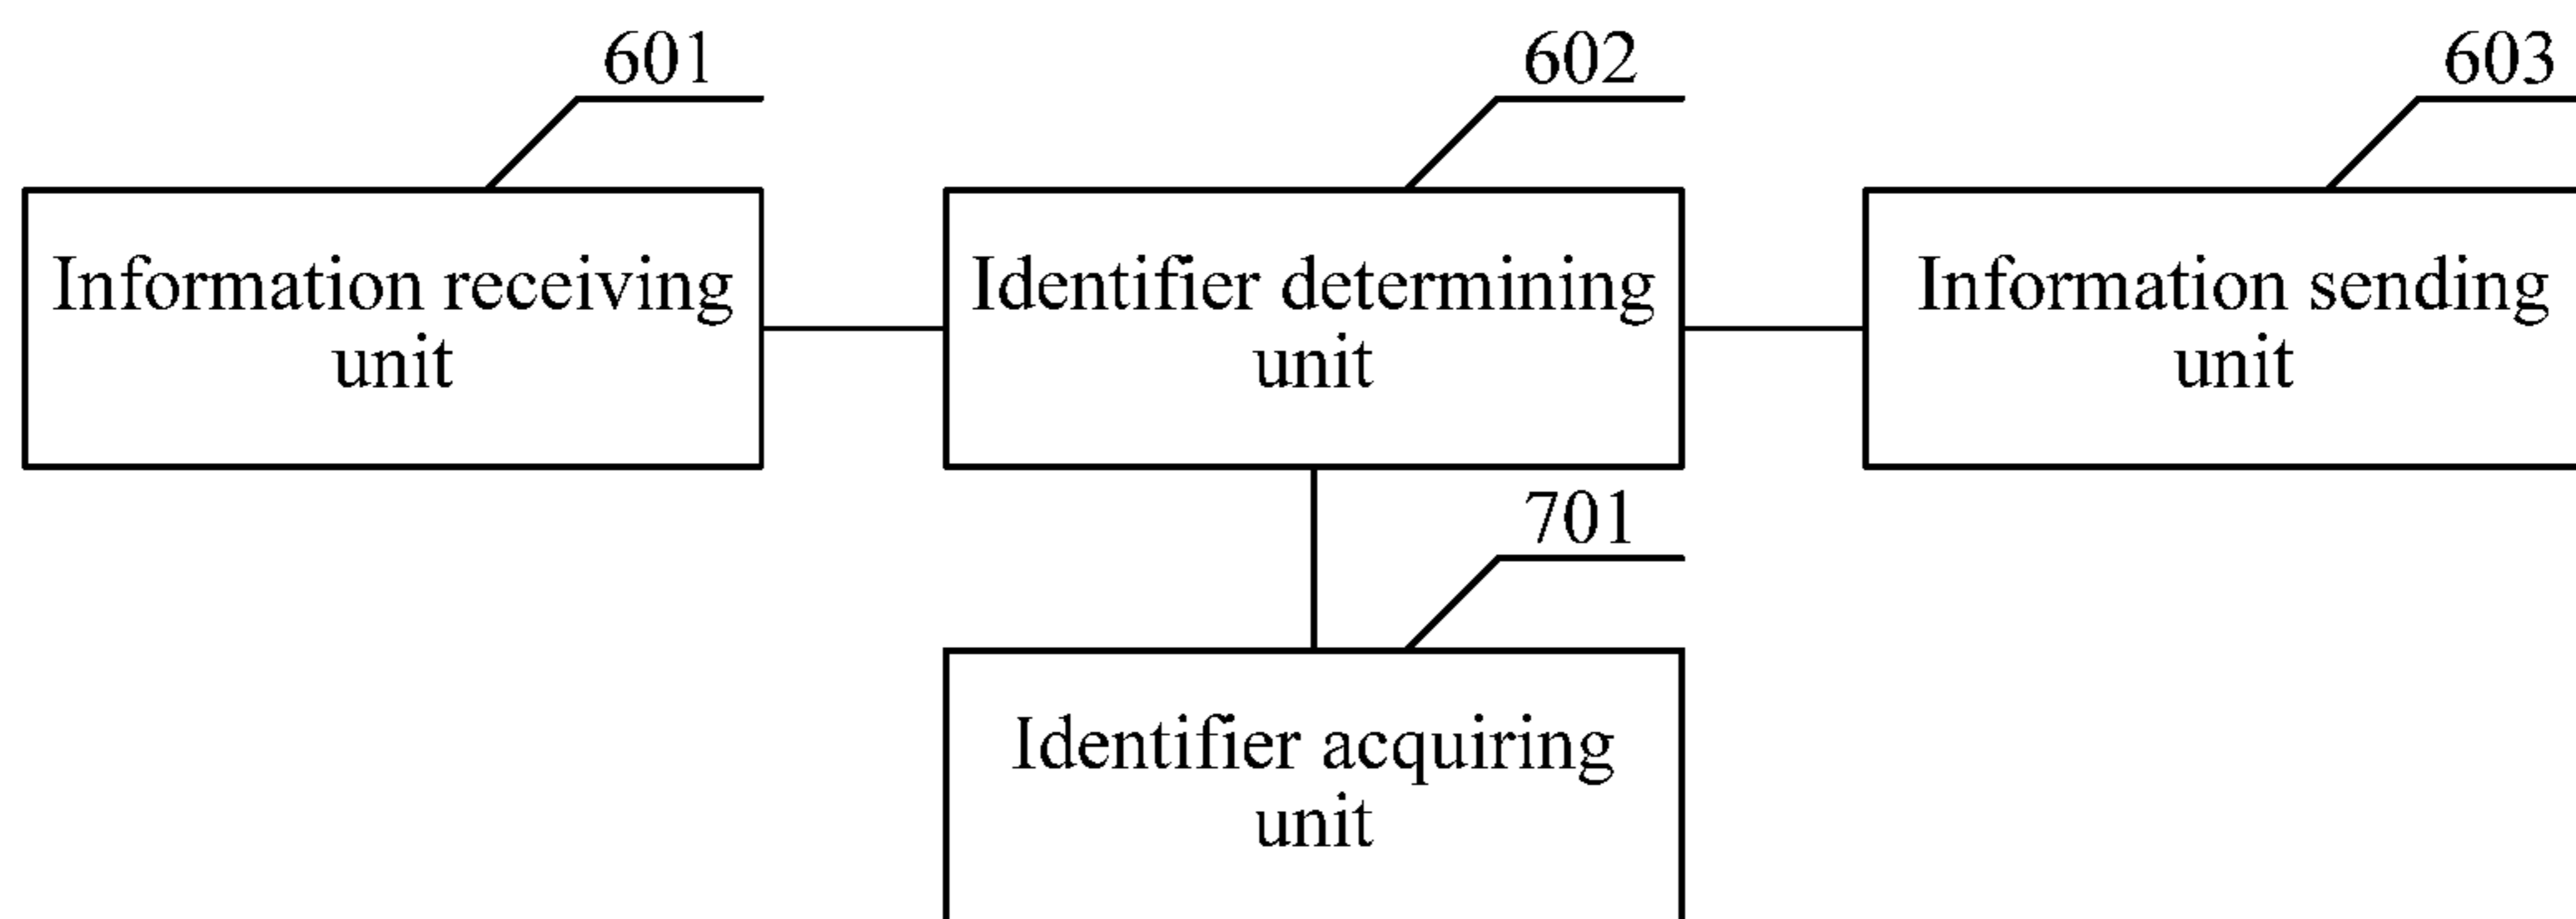 601
602
603
Information receiving
unit
Identifier determining
unit
Information sending
unit
701
Identifier acquiring
unit